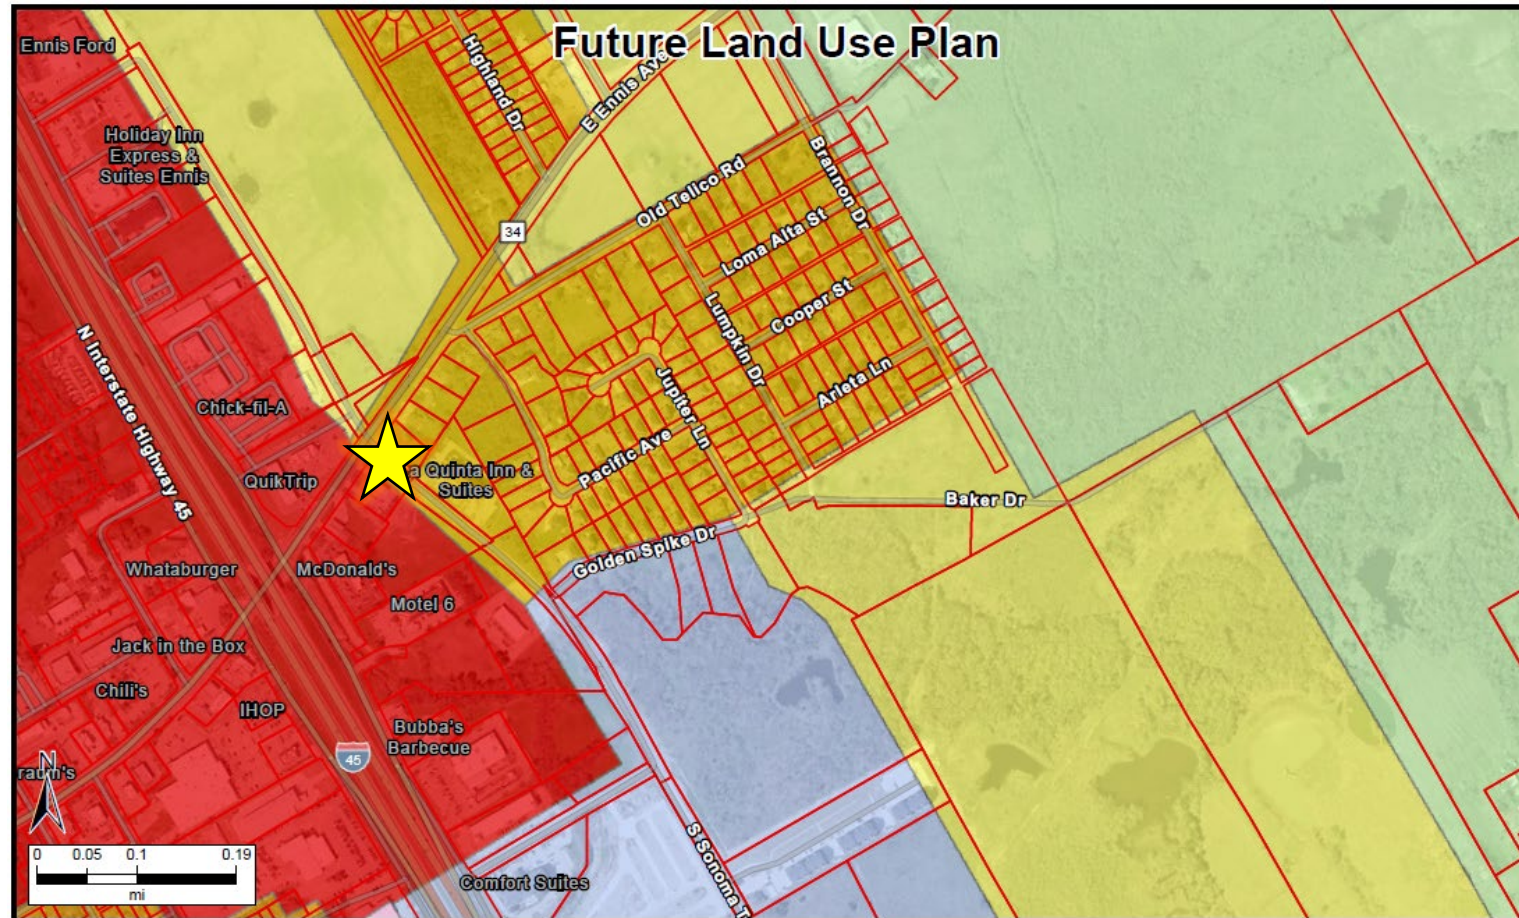 Future Land Use Plan
Ennis Ford
Highland Dr
E Ennis Ave
Holiday Inn
Express &
Suites Ennis
Old Telico Rd
Brannon Dr
34
Loma Alta St
Cooper St
Lumpkin Dr
N Interstate Highway 45
Arleta Ln
Jupiter Ln
Chick-fil-A
Pacific Ave
QuikTrip
a Quinta Inn &
Suites
Baker Dr
Golden Spike Dr
Whataburger
McDonald's
Motel 6
Jack in the Box
Chili's
IHOP
Bubba's
Barbecue
45
N
raum's
S Sonoma T
0 0.05 0.1 0.19
mi
Comfort Suites